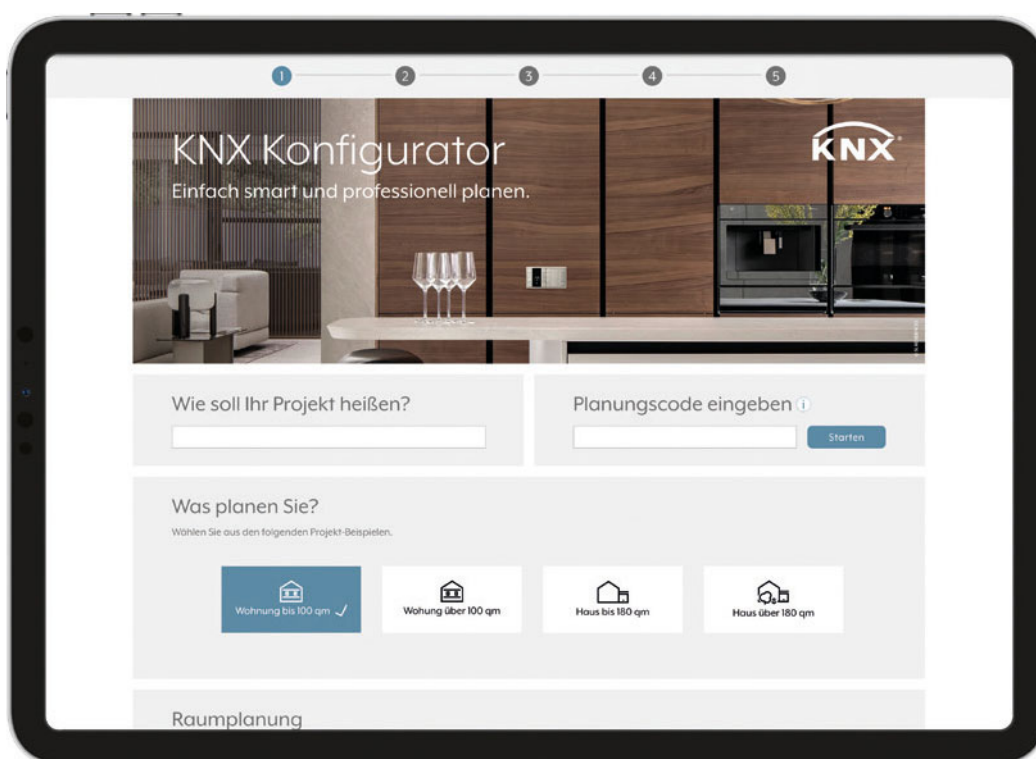 1 2 3 4 5
KNX Konfigurator
KNX®
Einfach smart und professionell planen.
Wie soll Ihr Projekt heißen?
Planungscode eingeben i
Starten
Was planen Sie?
Wählen Sie aus den folgenden Projekt-Beispielen.
Wohnung bis 100 qm
Wohung über 100 qm
Haus bis 180 qm
Haus über 180 qm
Raumplanung